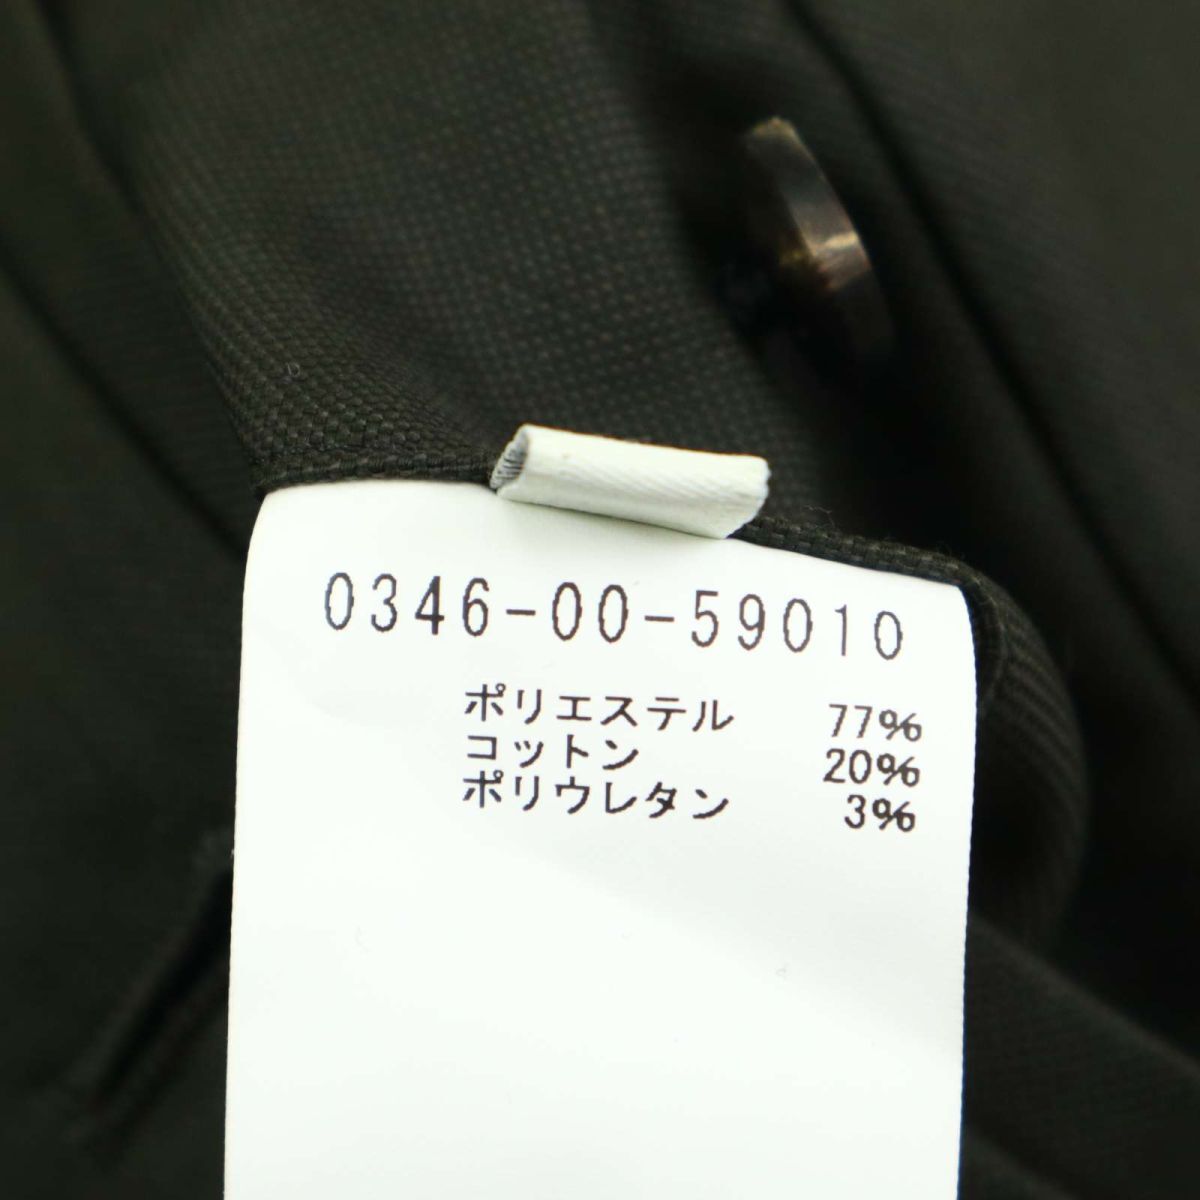 0346-00-59010
ポリエステル 77%
コットン 20%
ポリウレタン 3%